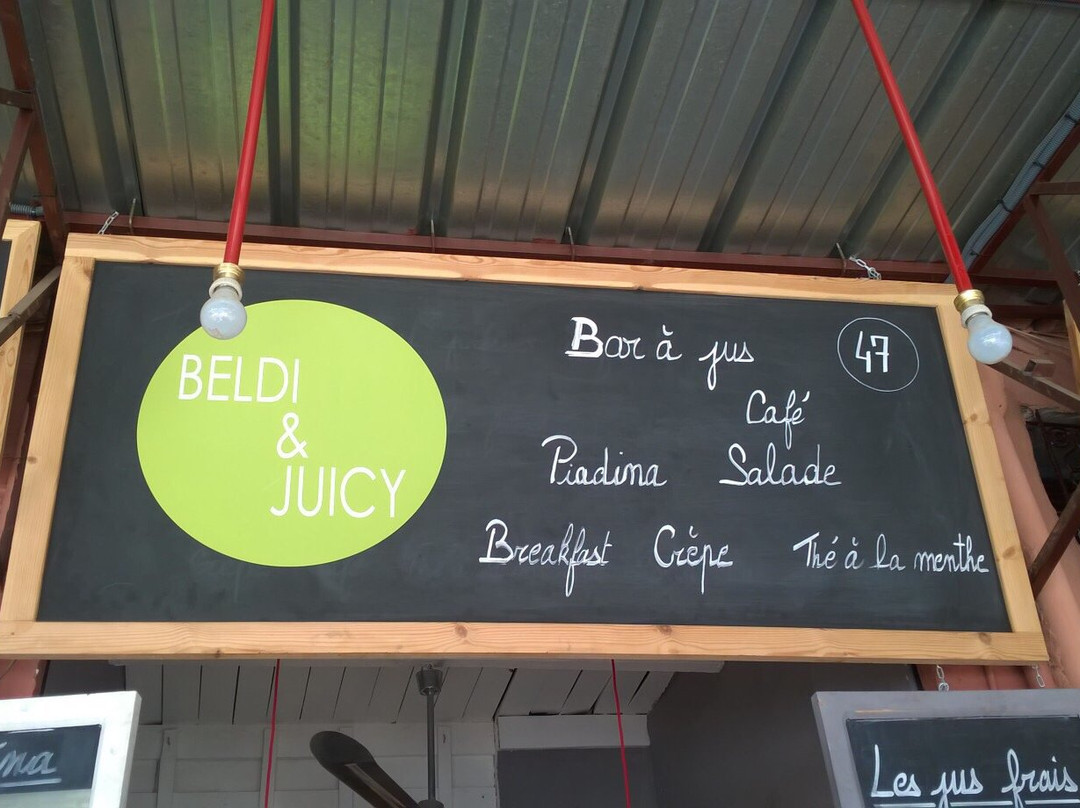 BELDI
&
JUICY
Bar à jus
47
Café
Piadina Salade
Breakfast Crêpe Thé à la menthe
Les jus frais